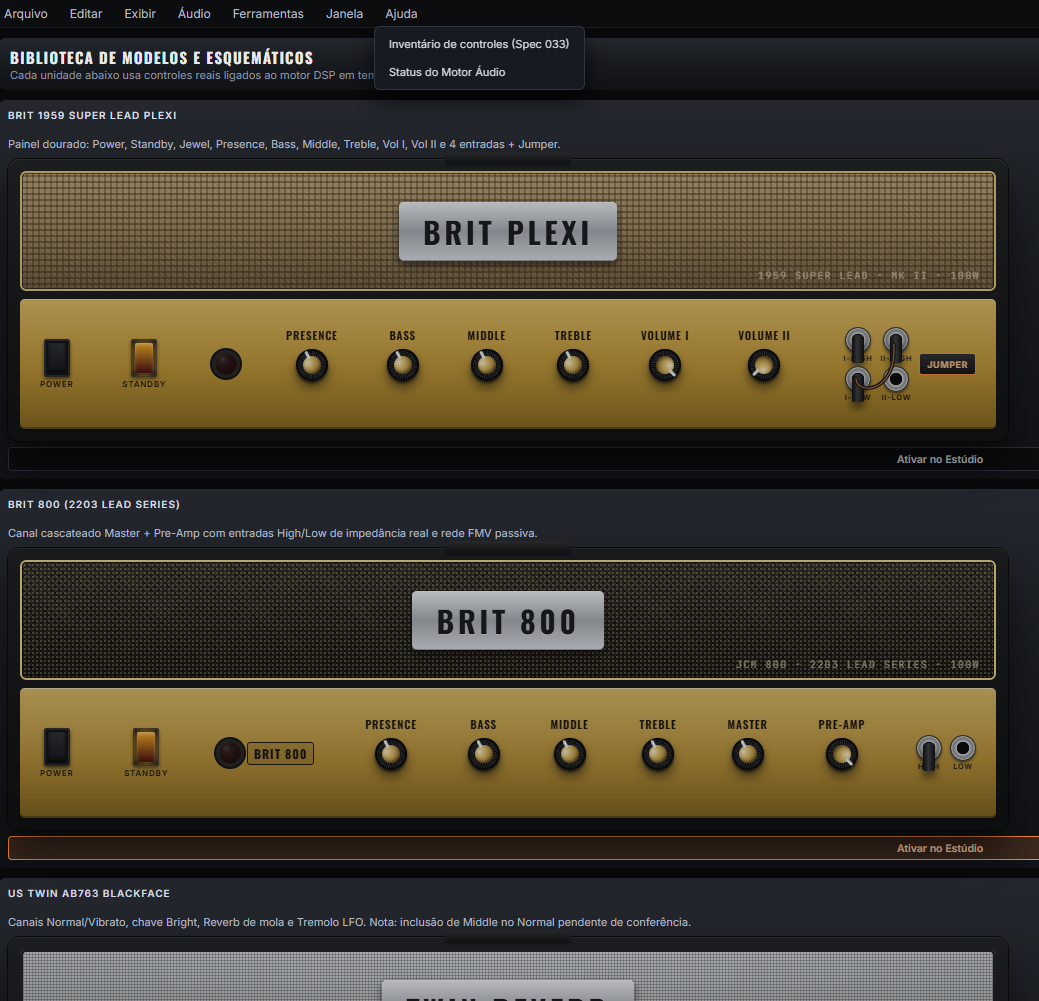 Arquivo Editar Exibir Áudio Ferramentas Janela Ajuda
Inventário de controles (Spec 033)
Status do Motor Áudio
BIBLIOTECA DE MODELOS E ESQUEMÁTICOS
Cada unidade abaixo usa controles reais ligados ao motor DSP em
BRIT 1959 SUPER LEAD PLEXI
Painel dourado: Power, Standby, Jewel, Presence, Bass, Middle, Treble, Vol I, Vol II e 4 entradas + Jumper.
BRIT PLEXI
1959 SUPER LEAD · MK II · 100W
PRESENCE BASS MIDDLE TREBLE VOLUME I VOLUME II
JUMPER
POWER STANDBY
II-LOW
Ativar no Estúdio
BRIT 800 (2203 LEAD SERIES)
Canal cascateado Master + Pre-Amp com entradas High/Low de impedância real e rede FMV passiva.
BRIT 800
JCM 800 · 2203 LEAD SERIES · 100W
PRESENCE BASS MIDDLE TREBLE MASTER PRE-AMP
BRIT 800
LOW
POWER STANDBY
Ativar no Estúdio
US TWIN AB763 BLACKFACE
Canais Normal/Vibrato, chave Bright, Reverb de mola e Tremolo LFO. Nota: inclusão de Middle no Normal pendente de conferência.
TWIN REVERB